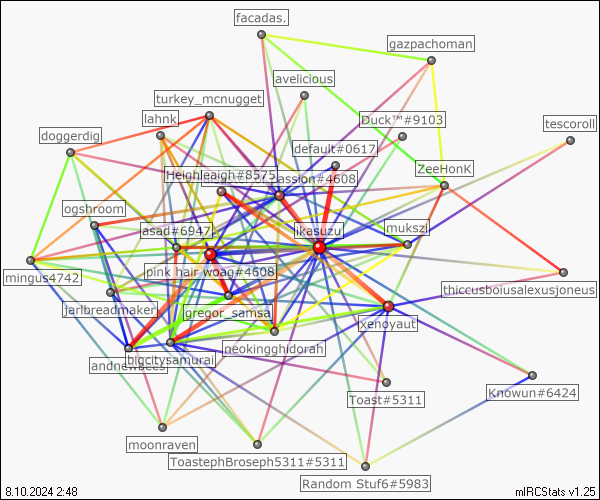 facadas.
gazpachoman
avelicious
turkey_mcnugget
lahnk
Duck™#9103
tescoroll
doggerdig
default#0617
Heighleaigh#8575
assion#4608
ZeeHonK
ogshroom
asad#6947
ikasuzu
mukszi
mingus4742
pink hair woag#4608
thiccusboiusalexusjoneus
jarlbreadmaker
gregor_samsa
xenoyaut
neokingghidorah
andnewbees
bigcitysamurai
Toast#5311
Knowun#6424
moonraven
ToastephBroseph5311#5311
Random Stuf6#5983
8.10.2024 2:48
mIRCStats v1.25